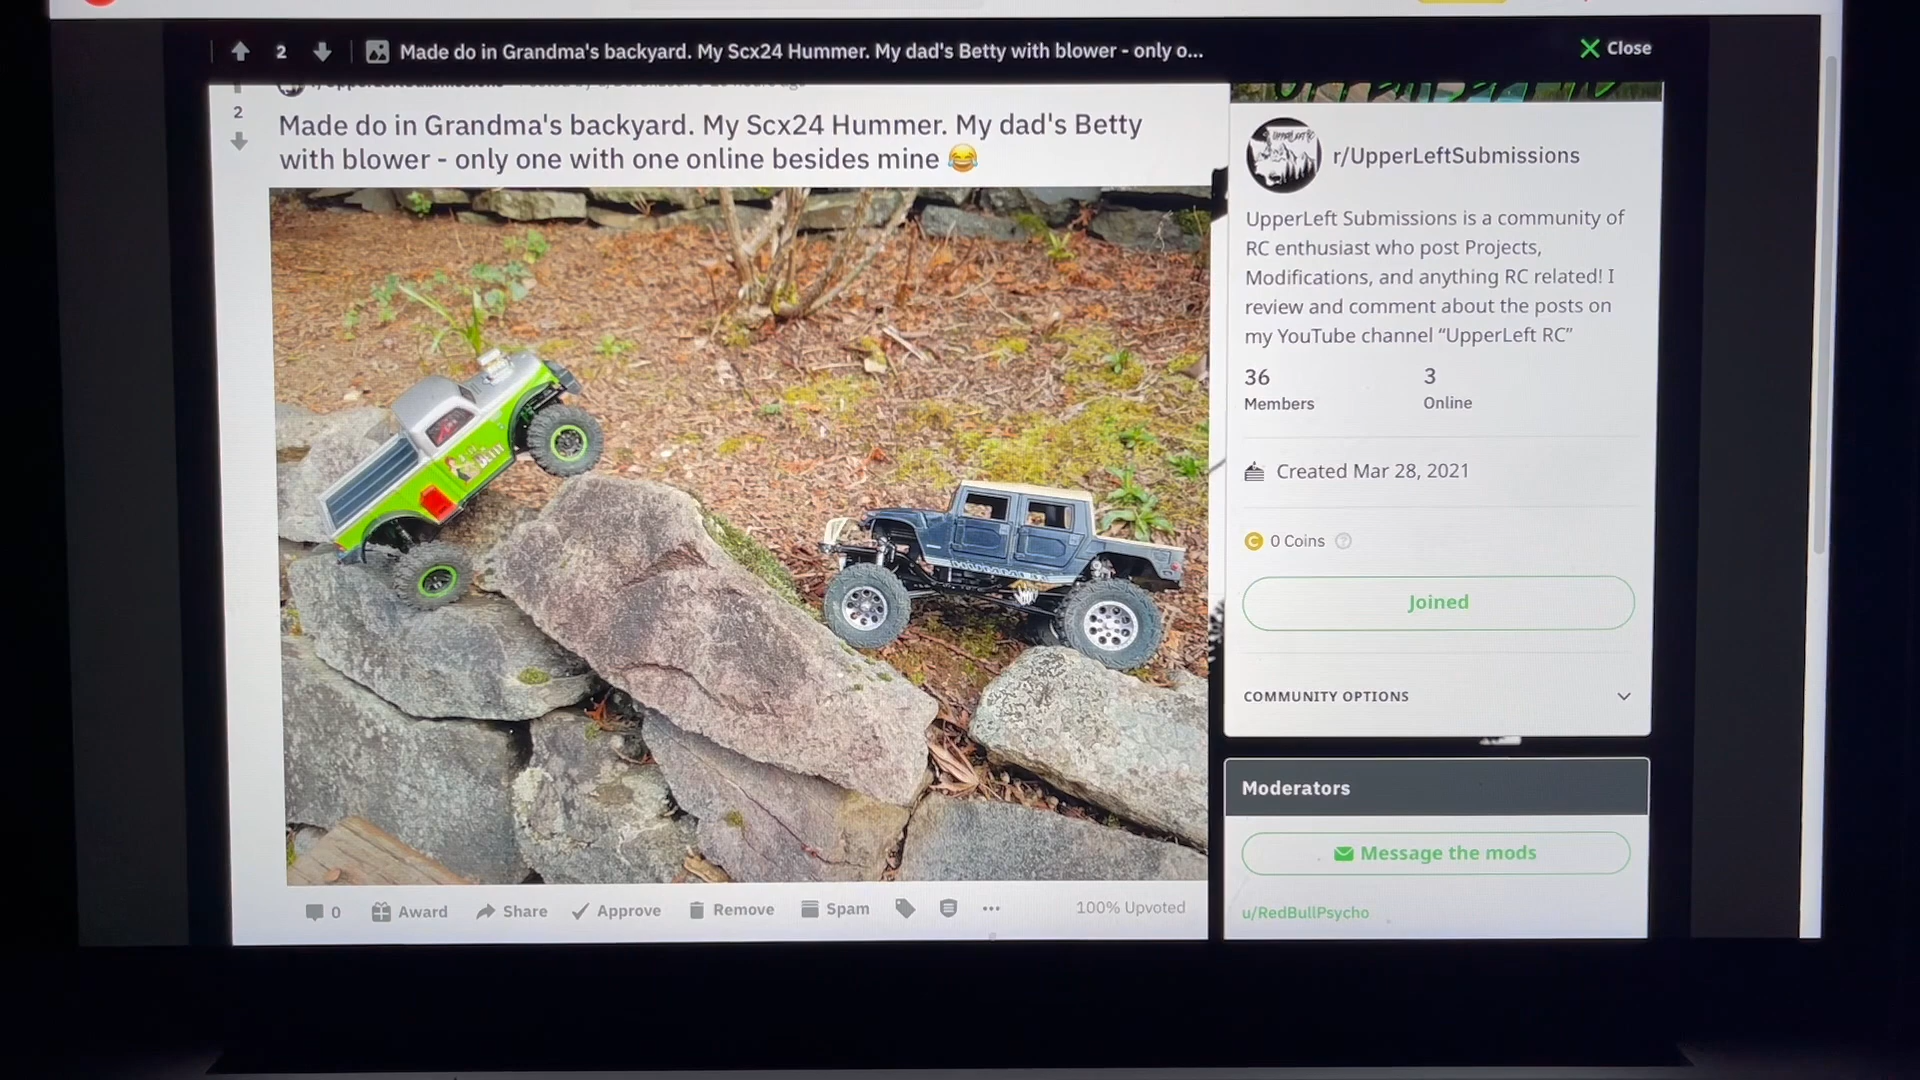 2
Made do in Grandma's backyard. My Scx24 Hummer. My dad's Betty with blower - only o...
Close
2
Made do in Grandma's backyard. My Scx24 Hummer. My dad's Betty
with blower - only one with one online besides mine 😂
r/UpperLeftSubmissions
UpperLeft Submissions is a community of
RC enthusiast who post Projects,
Modifications, and anything RC related! I
review and comment about the posts on
my YouTube channel “UpperLeft RC”
36
Members
3
Online
Created Mar 28, 2021
0 Coins
Joined
COMMUNITY OPTIONS
Moderators
Message the mods
u/RedBullPsycho
0
Award
Share
Approve
Remove
Spam
100% Upvoted